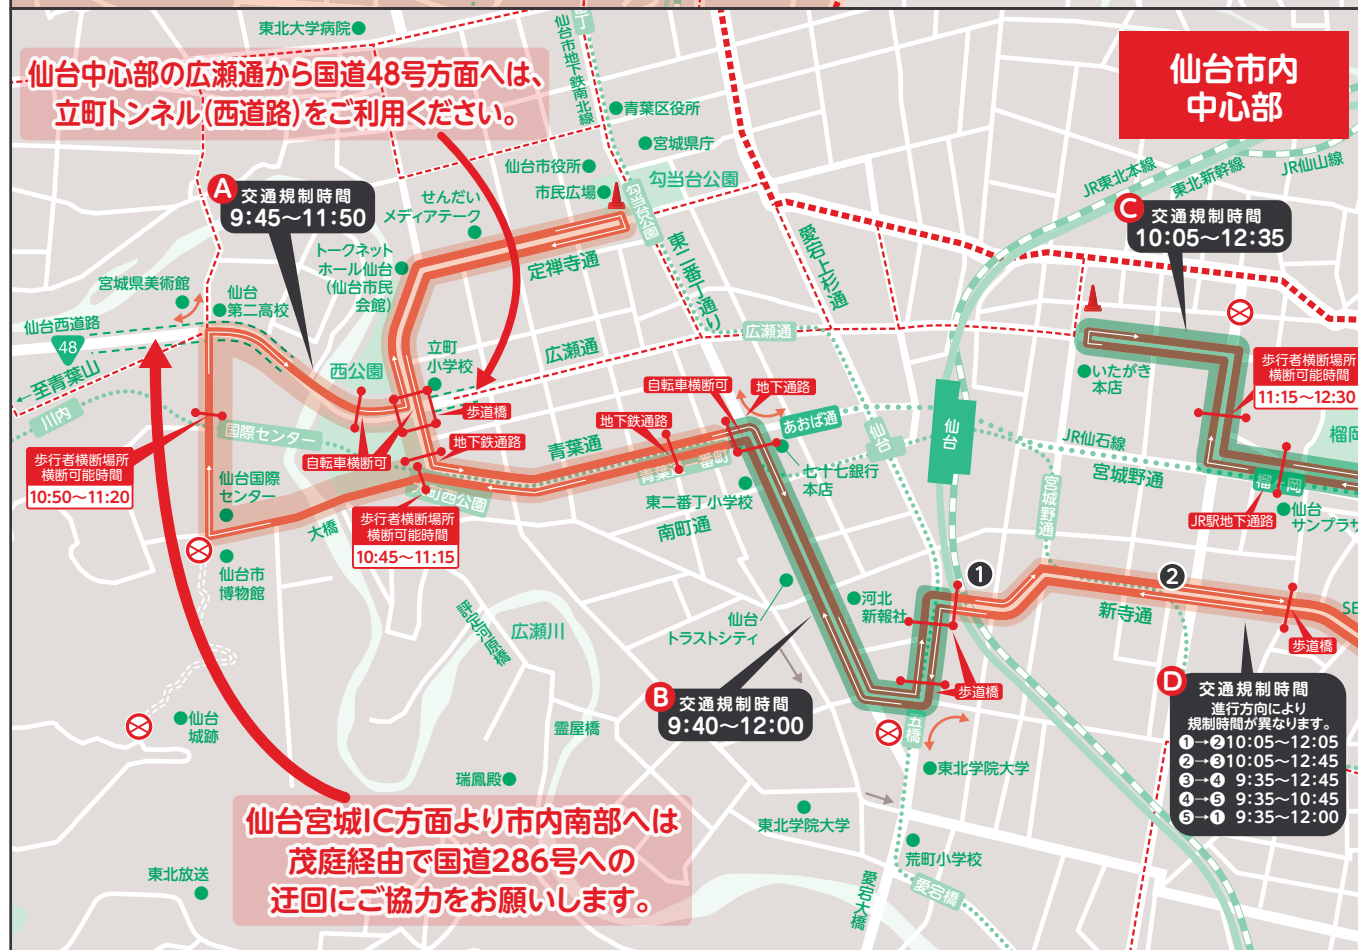 仙台市内
中心部
仙台中心部の広瀬通から国道48号方面へは、
立町トンネル(西道路)をご利用ください。
東北大学病院
仙台市地下鉄南北線
青葉区役所
宮城県庁
仙台市役所
市民広場
勾当台公園
勾当台公園
せんだい
メディアテーク
トークネット
ホール仙台
(仙台市民
会館)
A
交通規制時間
9:45〜11:50
定禅寺通
東二番丁通り
愛宕上杉通
JR東北本線
東北新幹線
JR仙山線
C
交通規制時間
10:05〜12:35
宮城県美術館
仙台
第二高校
仙台西道路
48
至青葉山
川内
西公園
立町
小学校
広瀬通
広瀬通
国際センター
歩道橋
地下鉄通路
自転車横断可
歩行者横断場所
横断可能時間
10:50〜11:20
仙台国際
センター
大橋
仙台市
博物館
歩行者横断場所
横断可能時間
10:45〜11:15
青葉通
地下鉄通路
自転車横断可
地下通路
あおば通
仙台
仙台
七十七銀行
本店
東二番丁小学校
南町通
いたがき
本店
歩行者横断場所
横断可能時間
11:15〜12:30
JR仙石線
宮城野通
宮城野通
JR駅地下通路
仙台
サンプラザ
評定河原橋
広瀬川
仙台
トラストシティ
河北
新報社
1
2
新寺通
歩道橋
歩道橋
B
交通規制時間
9:40〜12:00
D
交通規制時間
進行方向により
規制時間が異なります。
1→2 10:05〜12:05
2→3 10:05〜12:45
3→4 9:35〜12:45
4→5 9:35〜10:45
5→1 9:35〜12:00
仙台
城跡
霊屋橋
瑞鳳殿
五橋
東北学院大学
東北学院大学
荒町小学校
愛宕大橋
愛宕橋
東北放送
仙台宮城IC方面より市内南部へは
茂庭経由で国道286号への
迂回にご協力をお願いします。